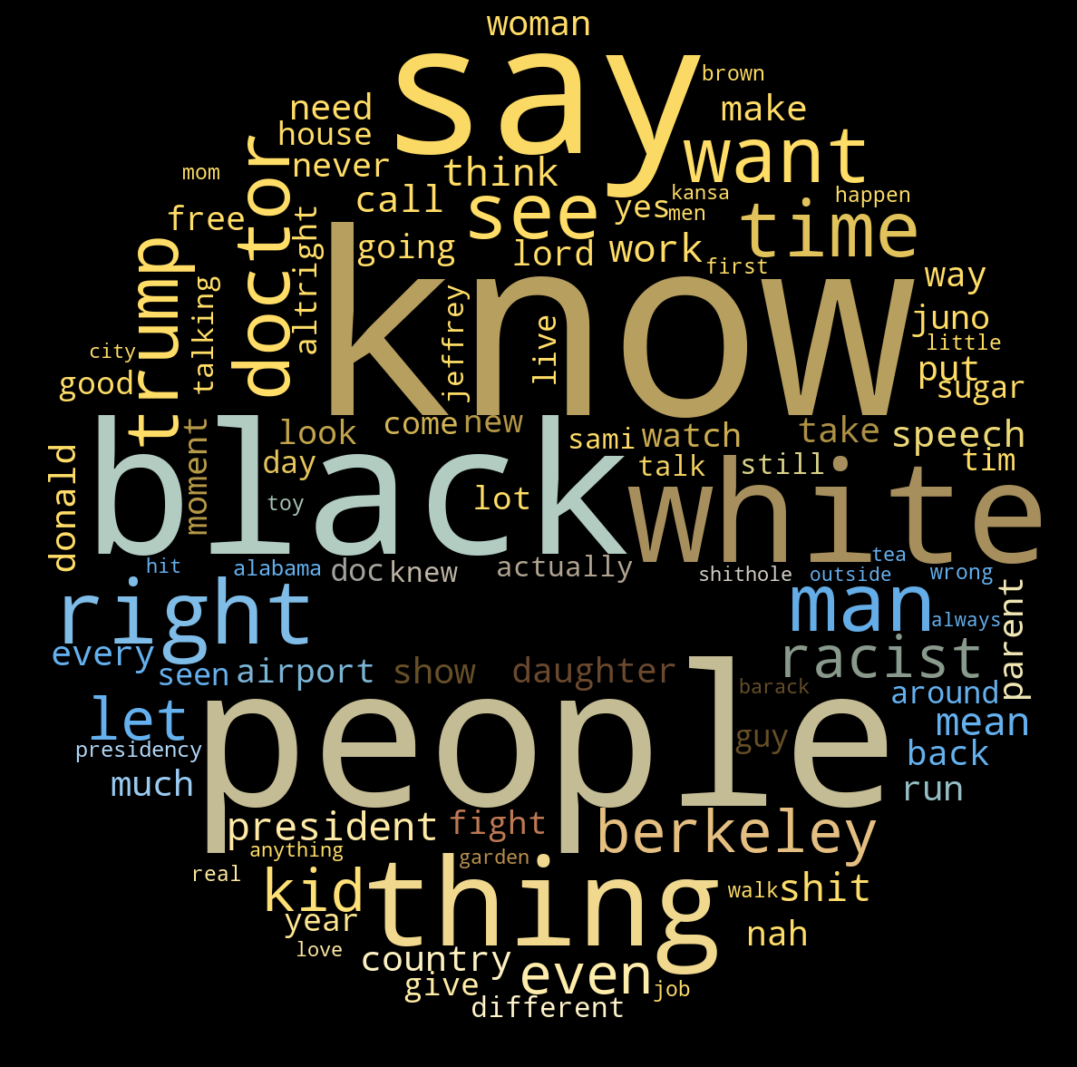 woman
say
brown
need
make
house
want
never
think
mom
doctor
call
see
kansa
happen
free
yes
men
time
altright
going
lord
work
first
trump
talking
know
jeffrey
live
way
juno
city
little
good
put
sugar
black
come
new
look
sami
watch
take
speech
donald
moment
day
talk
still
tim
white
toy
lot
hit
alabama
doc
knew
actually
shithole
outside
tea
wrong
right
man
always
parent
every
seen
airport
show
daughter
racist
barack
around
let
people
guy
mean
presidency
back
much
run
president
fight
berkeley
anything
garden
real
kid
thing
walk
shit
year
nah
love
country
even
give
job
different